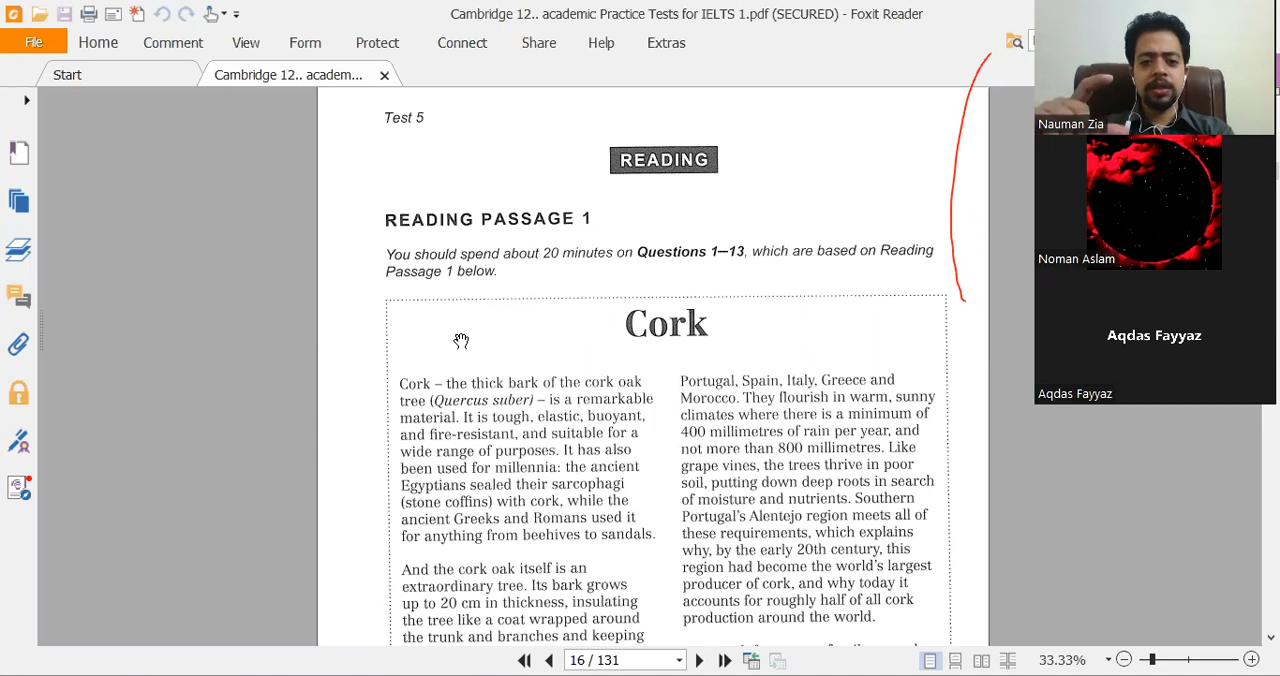 Cambridge 12.. academic Practice Tests for IELTS 1.pdf (SECURED) - Foxit Reader
File Home Comment View Form Protect Connect Share Help Extras
Start Cambridge 12.. academ...
Test 5
READING
READING PASSAGE 1
You should spend about 20 minutes on Questions 1–13, which are based on Reading
Passage 1 below.
Cork
Cork – the thick bark of the cork oak
tree (Quercus suber) – is a remarkable
material. It is tough, elastic, buoyant,
and fire-resistant, and suitable for a
wide range of purposes. It has also
been used for millennia: the ancient
Egyptians sealed their sarcophagi
(stone coffins) with cork, while the
ancient Greeks and Romans used it
for anything from beehives to sandals.
And the cork oak itself is an
extraordinary tree. Its bark grows
up to 20 cm in thickness, insulating
the tree like a coat wrapped around
the trunk and branches and keeping
Portugal, Spain, Italy, Greece and
Morocco. They flourish in warm, sunny
climates where there is a minimum of
400 millimetres of rain per year, and
not more than 800 millimetres. Like
grape vines, the trees thrive in poor
soil, putting down deep roots in search
of moisture and nutrients. Southern
Portugal's Alentejo region meets all of
these requirements, which explains
why, by the early 20th century, this
region had become the world's largest
producer of cork, and why today it
accounts for roughly half of all cork
production around the world.
Nauman Zia
Noman Aslam
Aqdas Fayyaz
Aqdas Fayyaz
16 / 131
33.33%